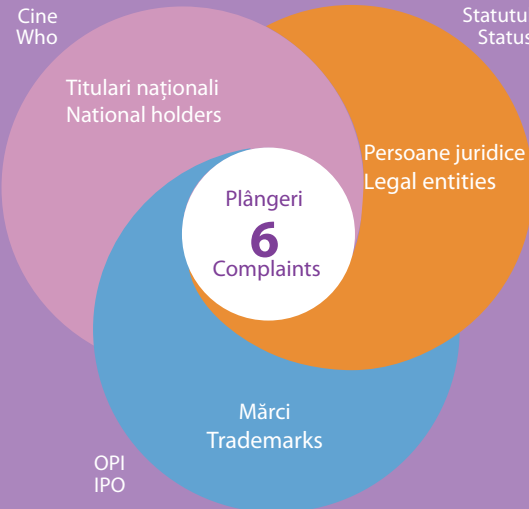 Cine
Who
Statutu
Status
Titulari naționali
National holders
Persoane juridice
Legal entities
Plângeri
6
Complaints
Mărci
Trademarks
OPI
IPO